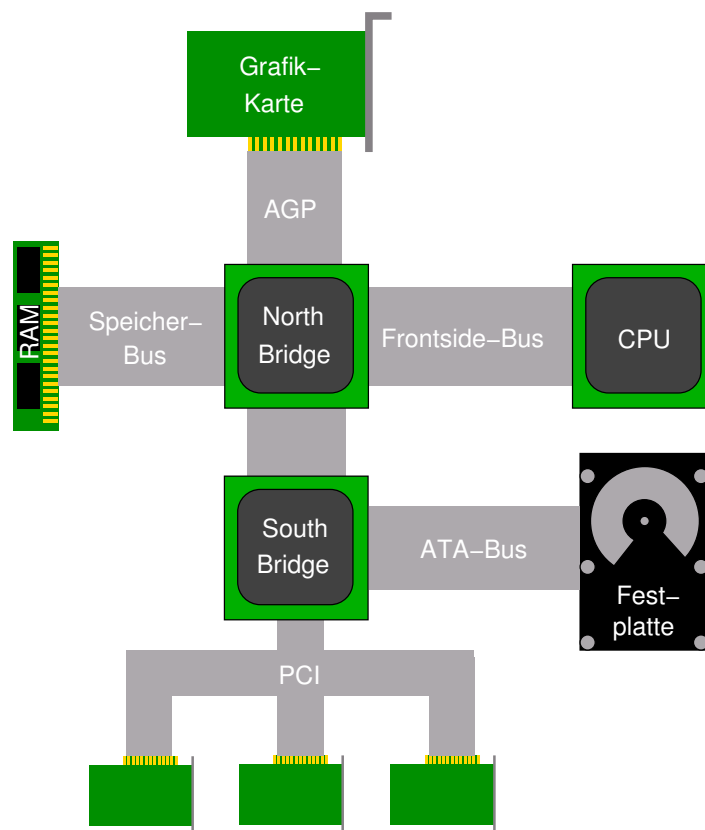 Grafik–
Karte
AGP
RAM
Speicher–
Bus
North
Bridge
Frontside–Bus
CPU
South
Bridge
ATA–Bus
Fest–
platte
PCI